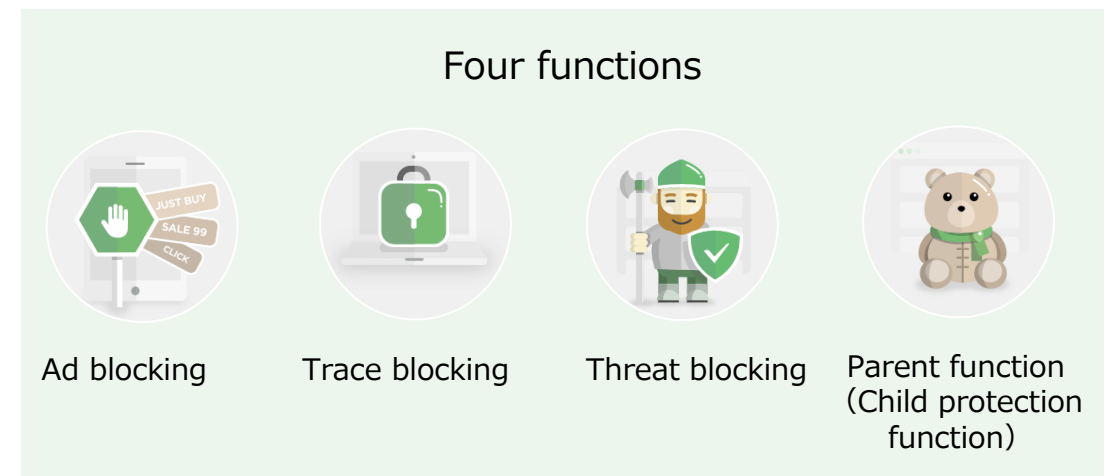 Four functions
JUST BUY
SALE 99
CLICK
Ad blocking
Trace blocking
Threat blocking
Parent function
（Child protection
function）